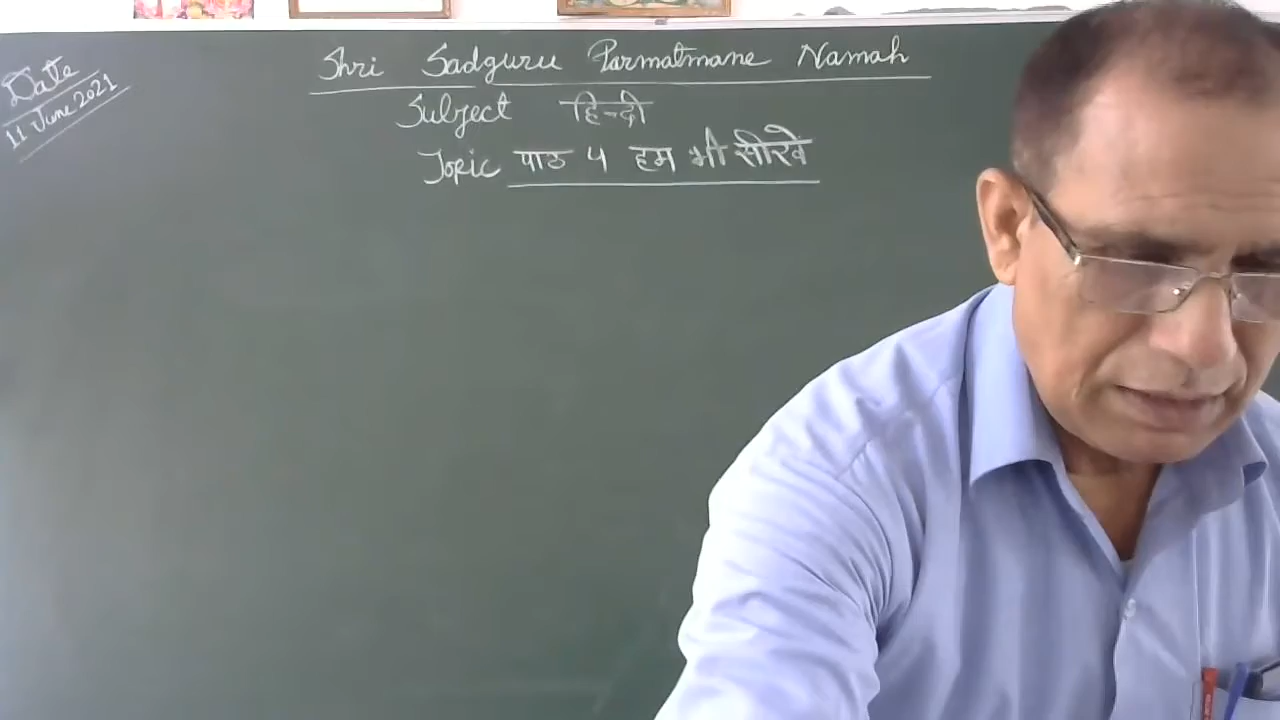 Date
11 June 2021
Shri Sadguru Parmatmane Namah
Subject हिन्दी
Topic पाठ 4 हम भी सीखें